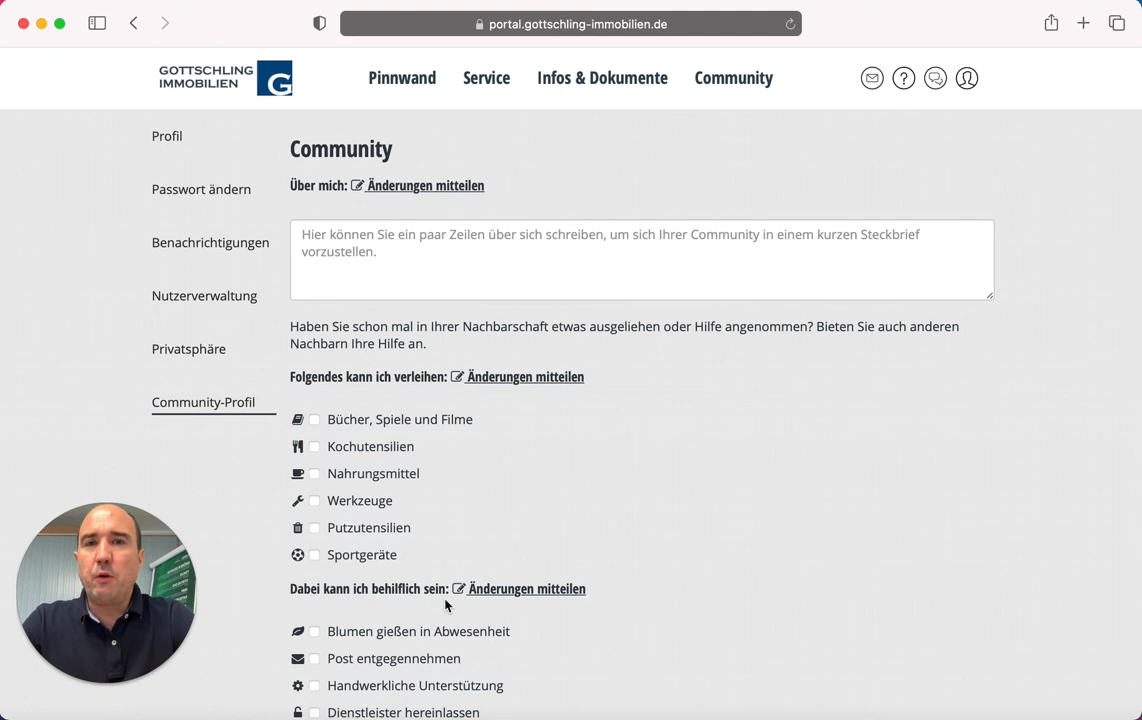 portal.gottschling-immobilien.de
GOTTSCHLING
IMMOBILIEN G
Pinnwand Service Infos & Dokumente Community
Profil
Passwort ändern
Benachrichtigungen
Nutzerverwaltung
Privatsphäre
Community-Profil
Community
Über mich: Änderungen mitteilen
Hier können Sie ein paar Zeilen über sich schreiben, um sich Ihrer Community in einem kurzen Steckbrief
vorzustellen.
Haben Sie schon mal in Ihrer Nachbarschaft etwas ausgeliehen oder Hilfe angenommen? Bieten Sie auch anderen
Nachbarn Ihre Hilfe an.
Folgendes kann ich verleihen: Änderungen mitteilen
Bücher, Spiele und Filme
Kochutensilien
Nahrungsmittel
Werkzeuge
Putzutensilien
Sportgeräte
Dabei kann ich behilflich sein: Änderungen mitteilen
Blumen gießen in Abwesenheit
Post entgegennehmen
Handwerkliche Unterstützung
Dienstleister hereinlassen